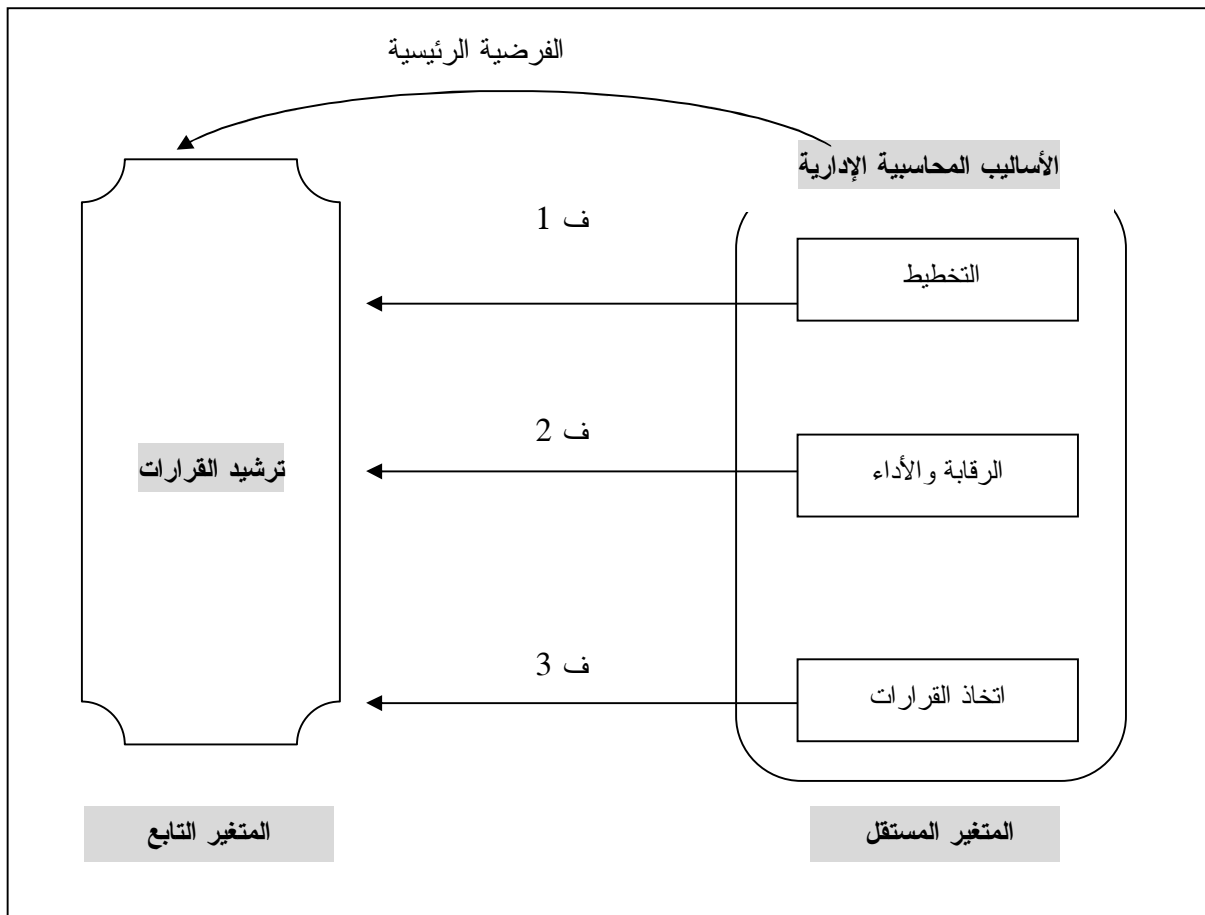 الفرضية الرئيسية
الأساليب المحاسبية الإدارية
ف 1
التخطيط
ف 2
الرقابة والأداء
ترشيد القرارات
ف 3
اتخاذ القرارات
المتغير المستقل
المتغير التابع